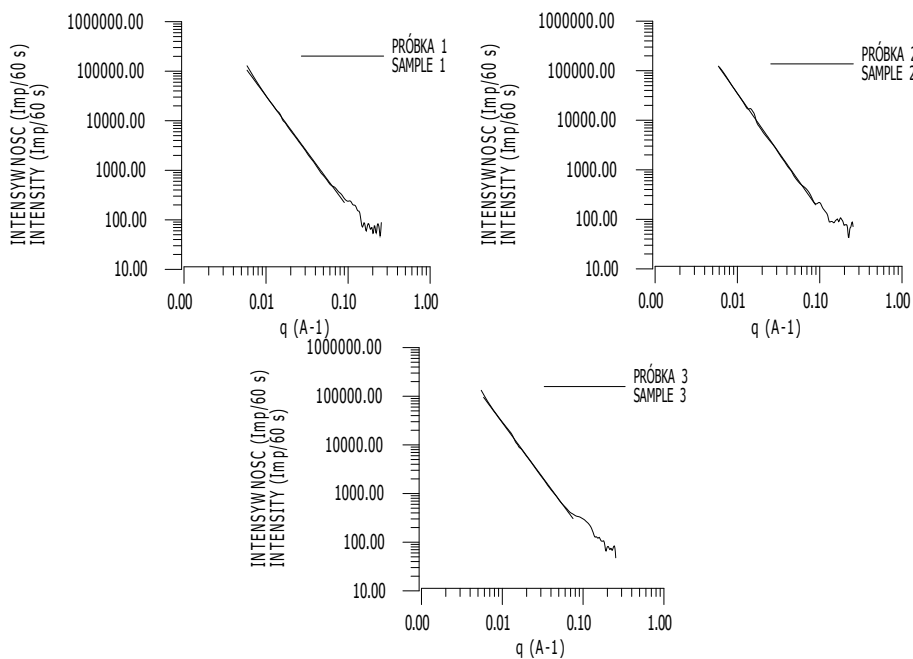 1000000.00
100000.00
10000.00
1000.00
100.00
10.00
INTENSYWNOSC (Imp/60 s)
INTENSITY (Imp/60 s)
PRÓBKA 1
SAMPLE 1
0.00 0.01 0.10 1.00
q (A-1)
1000000.00
100000.00
10000.00
1000.00
100.00
10.00
INTENSYWNOSC (Imp/60 s)
INTENSITY (Imp/60 s)
PRÓBKA 2
SAMPLE 2
0.00 0.01 0.10 1.00
q (A-1)
1000000.00
100000.00
10000.00
1000.00
100.00
10.00
INTENSYWNOSC (Imp/60 s)
INTENSITY (Imp/60 s)
PRÓBKA 3
SAMPLE 3
0.00 0.01 0.10 1.00
q (A-1)